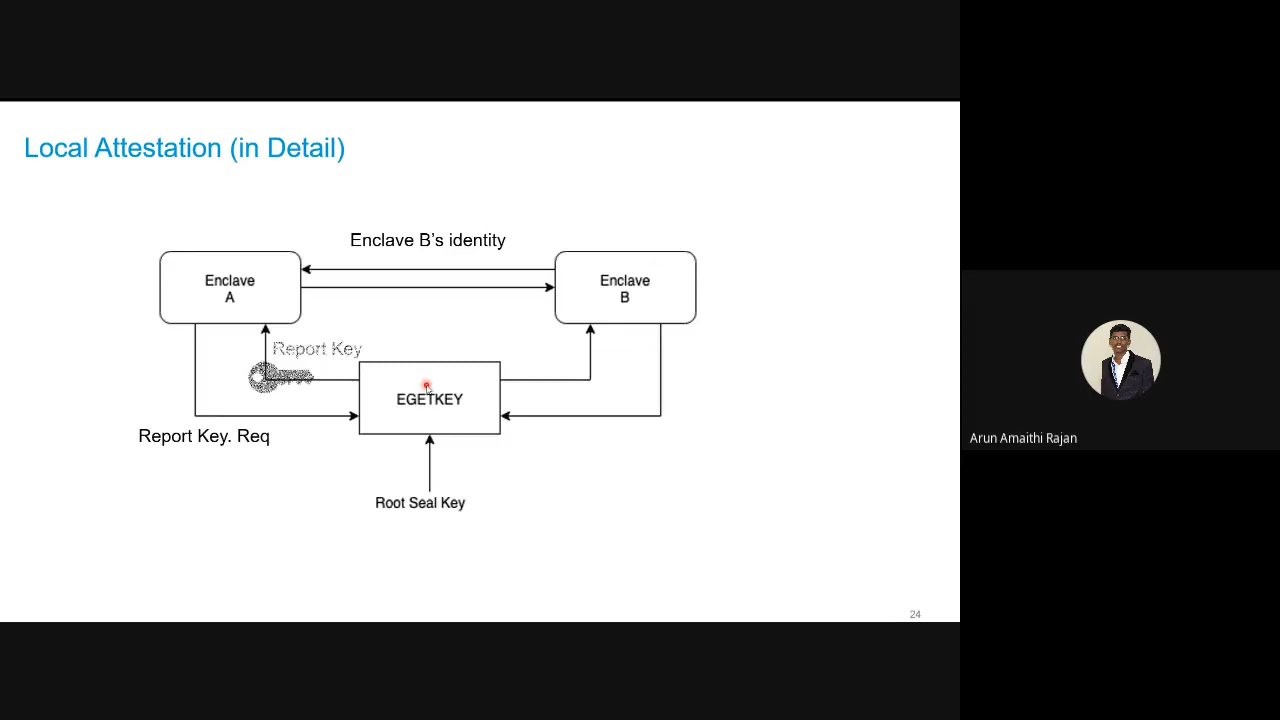 Local Attestation (in Detail)
Enclave B's identity
Enclave
A
Enclave
B
Report Key
EGETKEY
Report Key. Req
Arun Amaithi Rajan
Root Seal Key
24